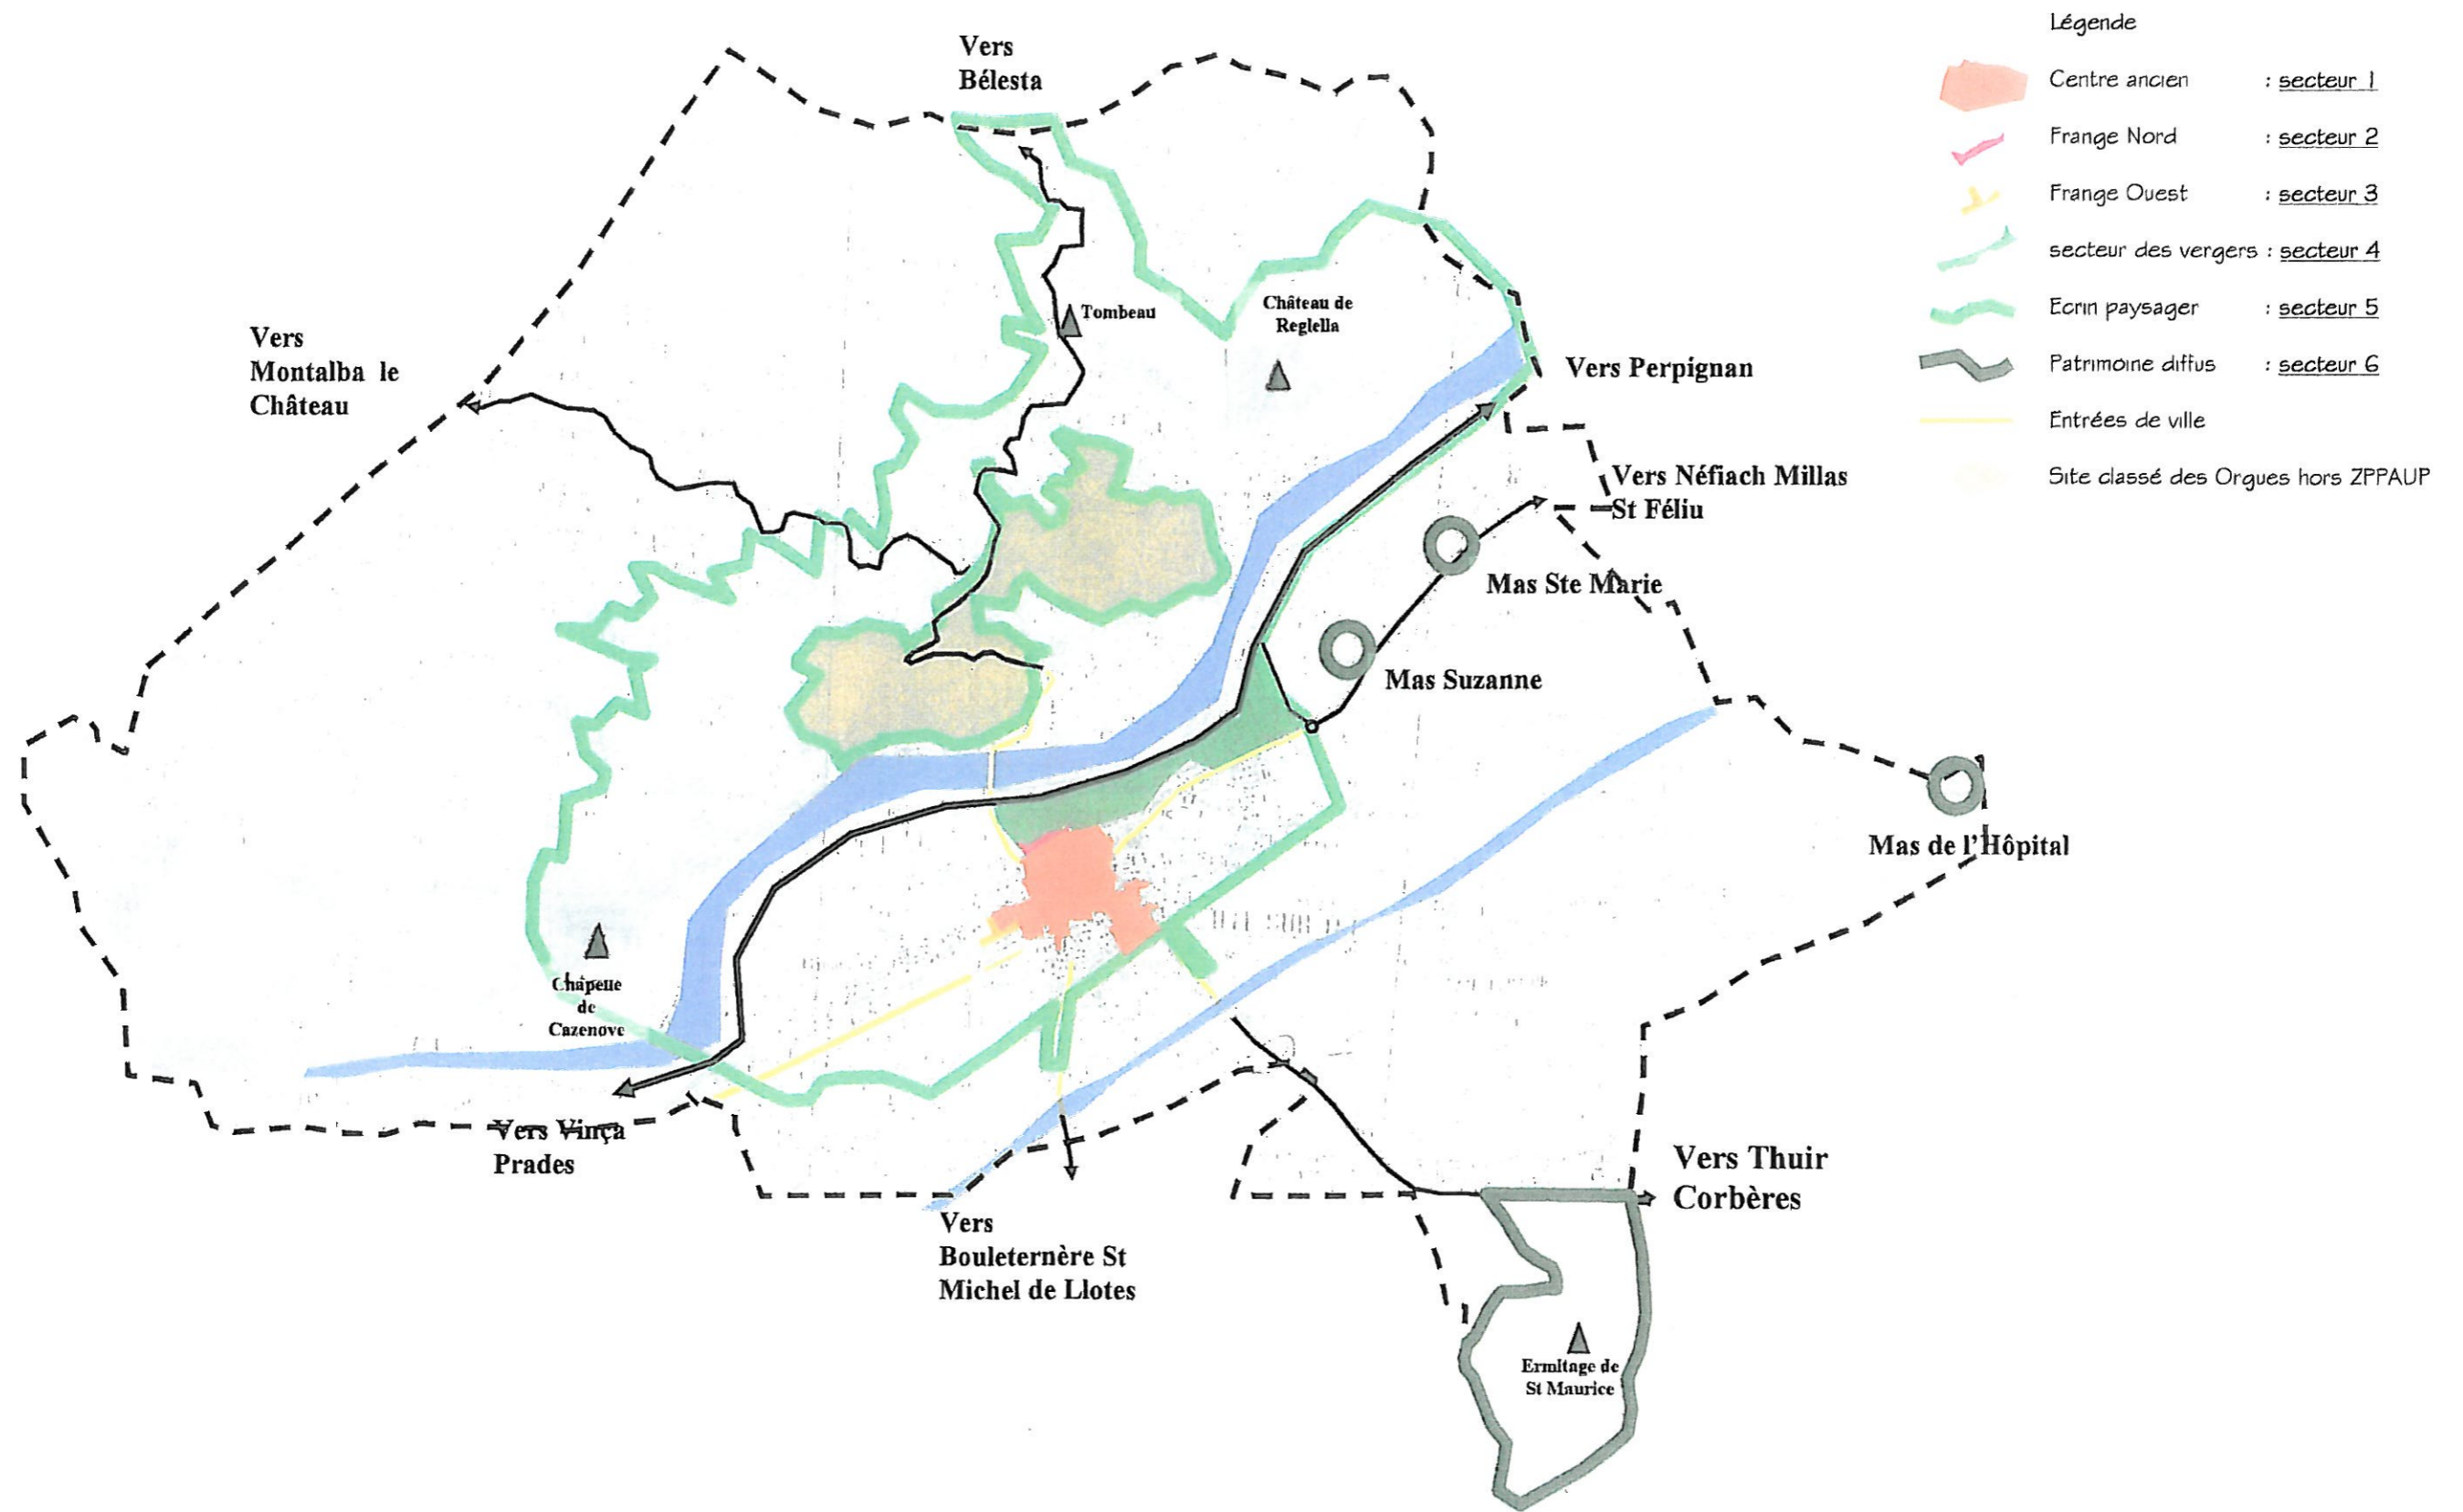 Légende
Centre ancien : secteur 1
Frange Nord : secteur 2
Frange Ouest : secteur 3
secteur des vergers : secteur 4
Ecrin paysager : secteur 5
Patrimoine diffus : secteur 6
Entrées de ville
Site classé des Orgues hors ZPPAUP
Vers
Bélesta
Vers
Montalba le
Château
Tombeau
Château de
Reglella
Vers Perpignan
Vers Néfiach Millas
St Féliu
Mas Ste Marie
Mas Suzanne
Mas de l'Hôpital
Chapelle
de
Cazenove
Vers Vinça
Prades
Vers
Bouleternère St
Michel de Llotes
Vers Thuir
Corbères
Ermitage de
St Maurice